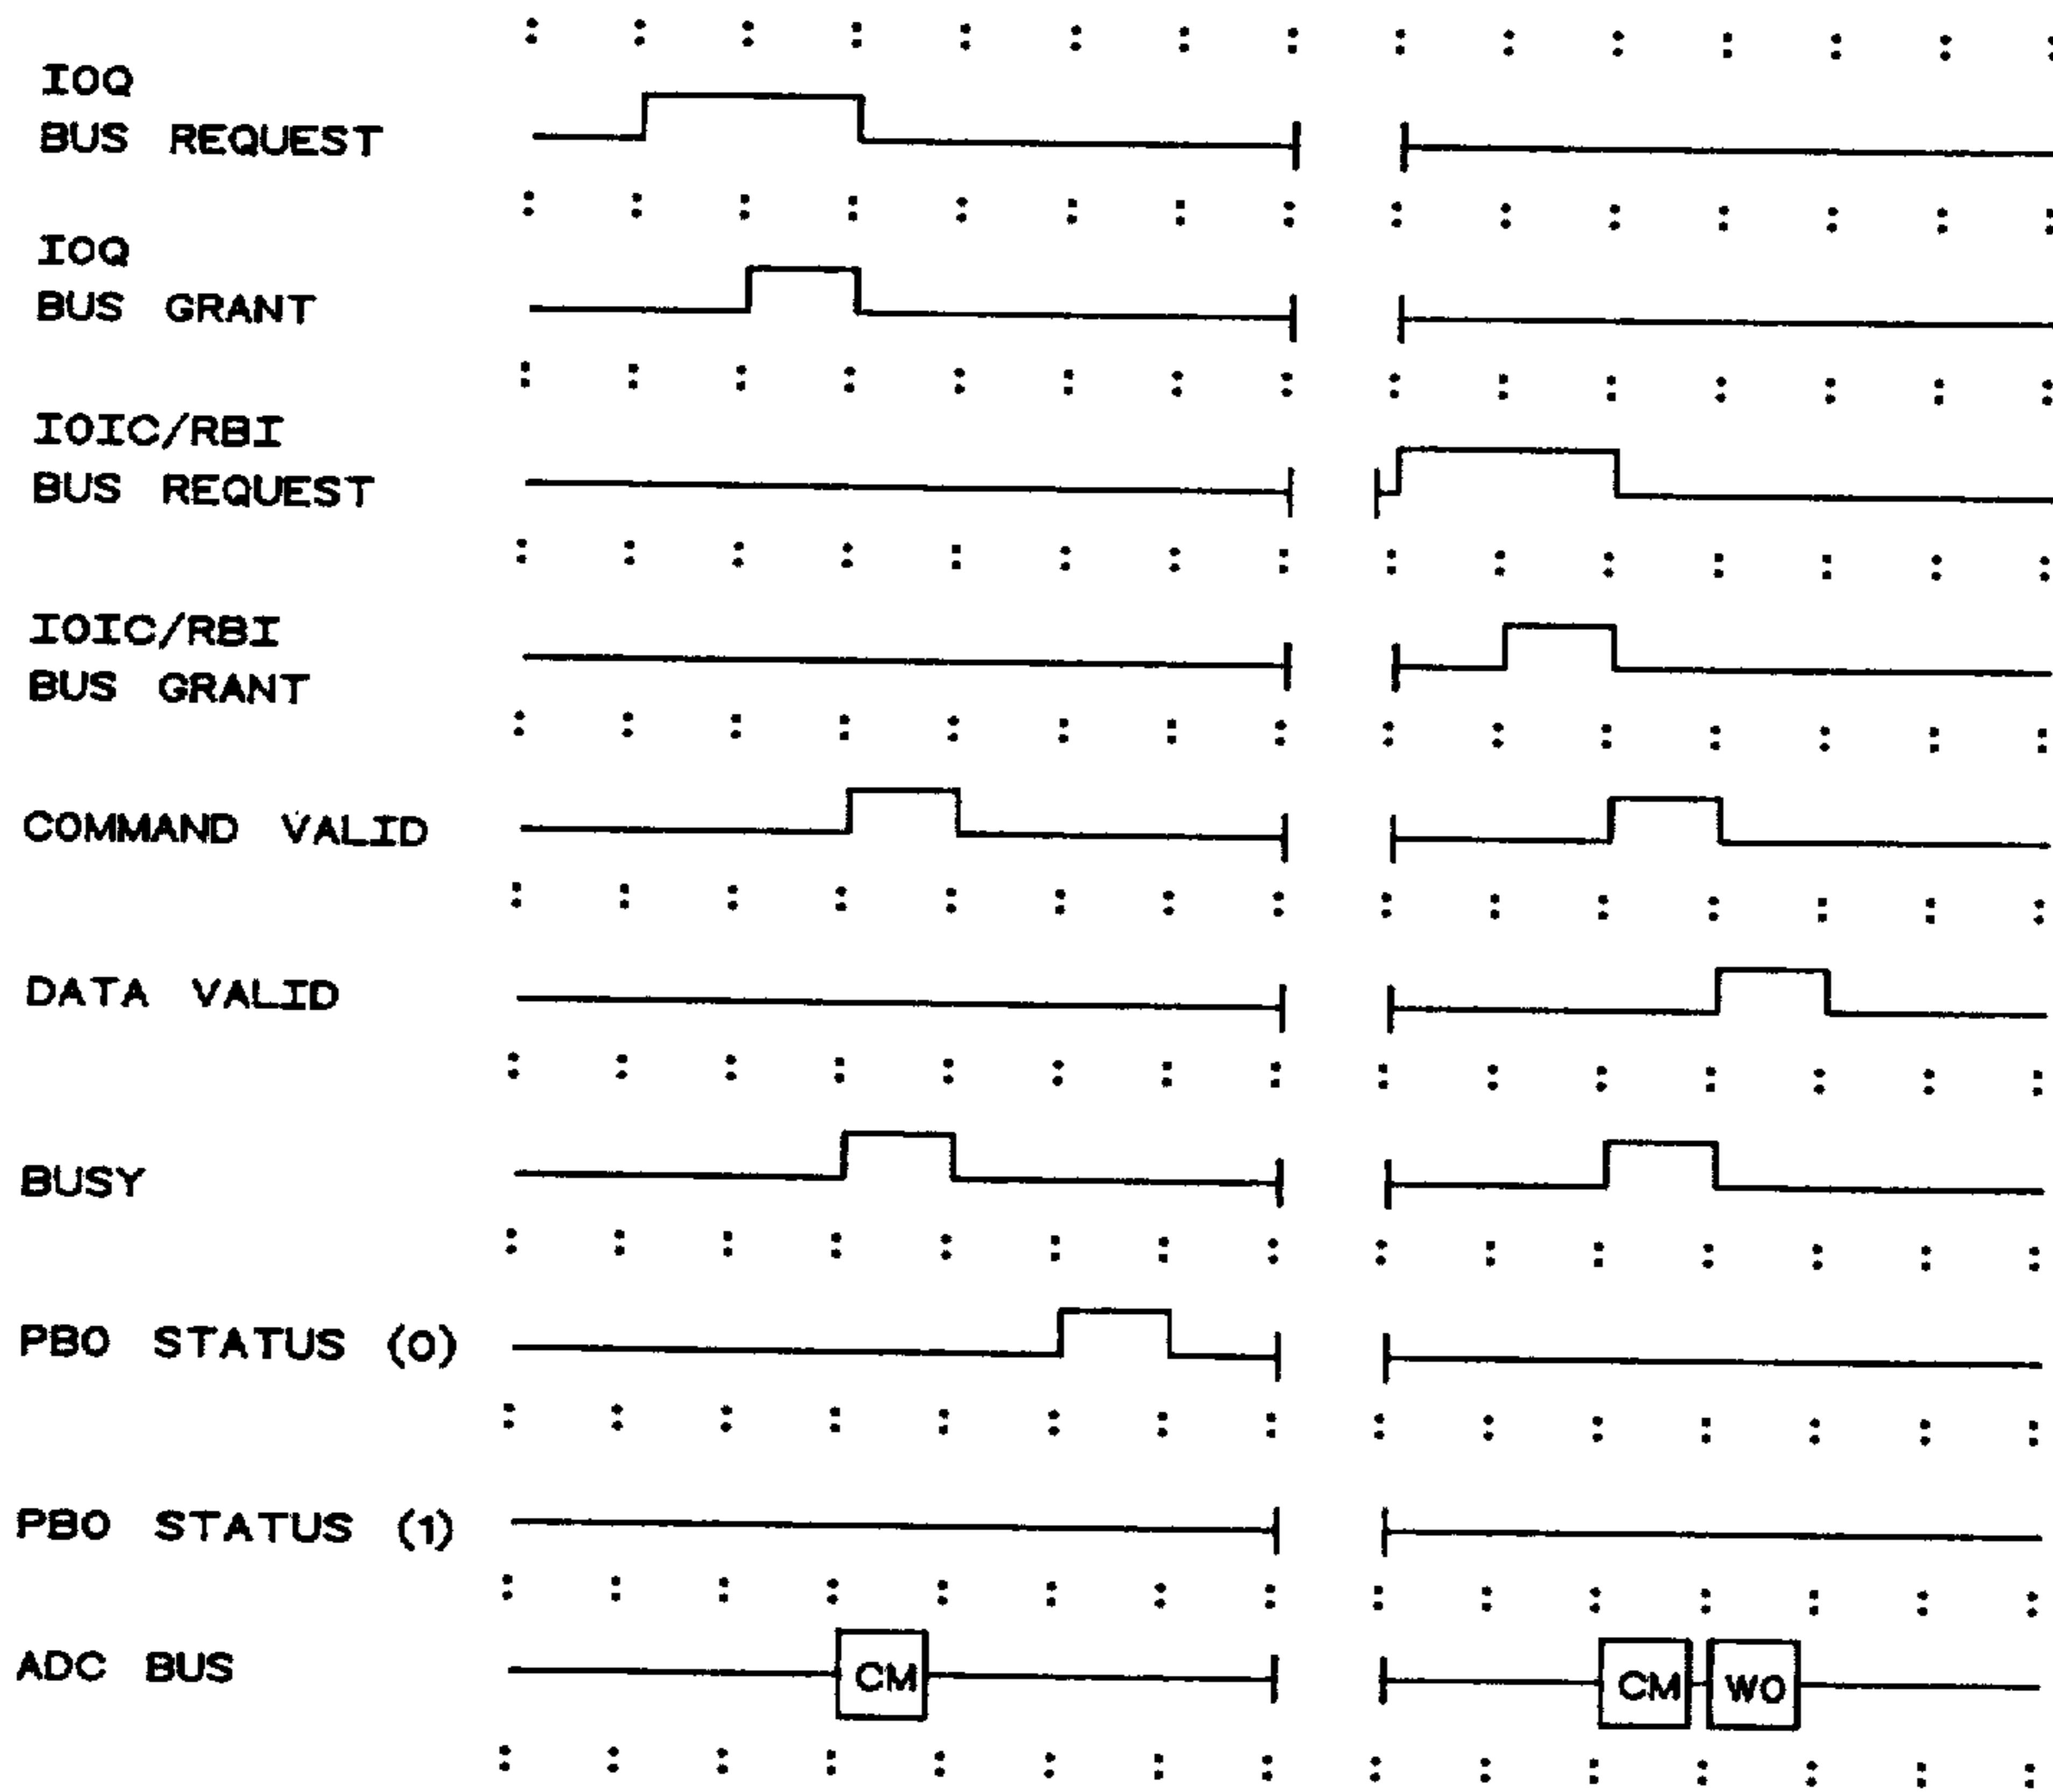 IOQ
BUS REQUEST
IOQ
BUS GRANT
IOIC/RBI
BUS REQUEST
IOIC/RBI
BUS GRANT
COMMAND VALID
DATA VALID
BUSY
PBO STATUS (0)
PBO STATUS (1)
ADC BUS CM CM WO